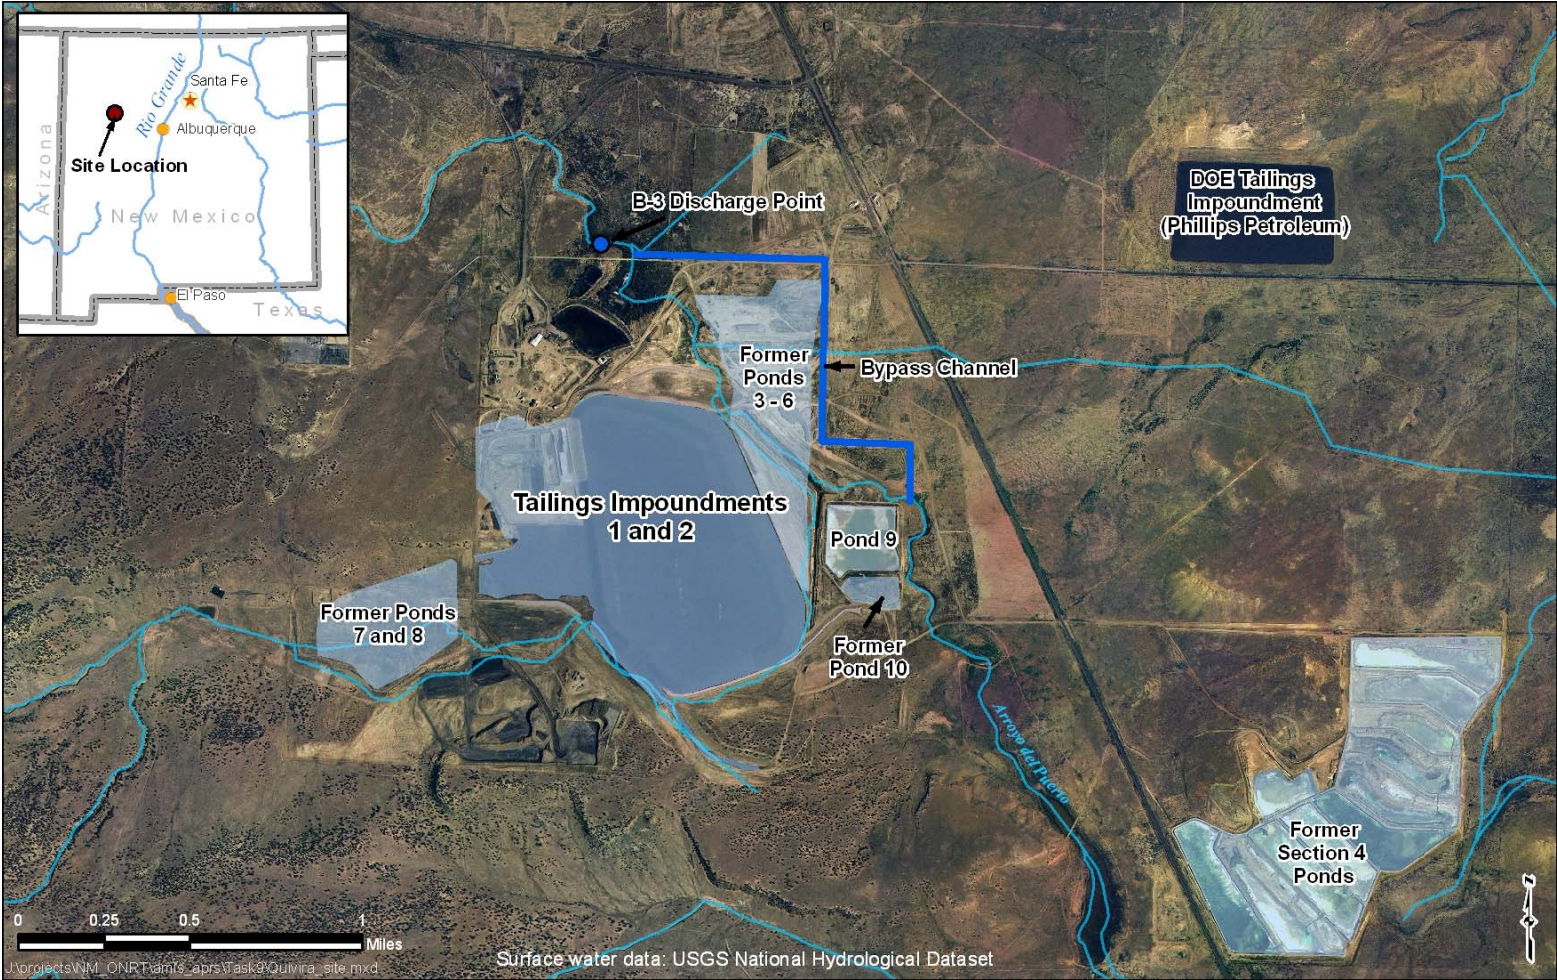 Rio Grande
Santa Fe
Albuquerque
Site Location
Arizona
New Mexico
El Paso
Texas
B-3 Discharge Point
DOE Tailings
Impoundment
(Phillips Petroleum)
Former
Ponds
3 - 6
Bypass Channel
Tailings Impoundments
1 and 2
Pond 9
Former Ponds
7 and 8
Former
Pond 10
Arroyo del Puerto
Former
Section 4
Ponds
N
0 0.25 0.5 1
Miles
Surface water data: USGS National Hydrological Dataset
J:\projects\NM_ONRT\amls_aprs\Task9\Quivira_site.mxd